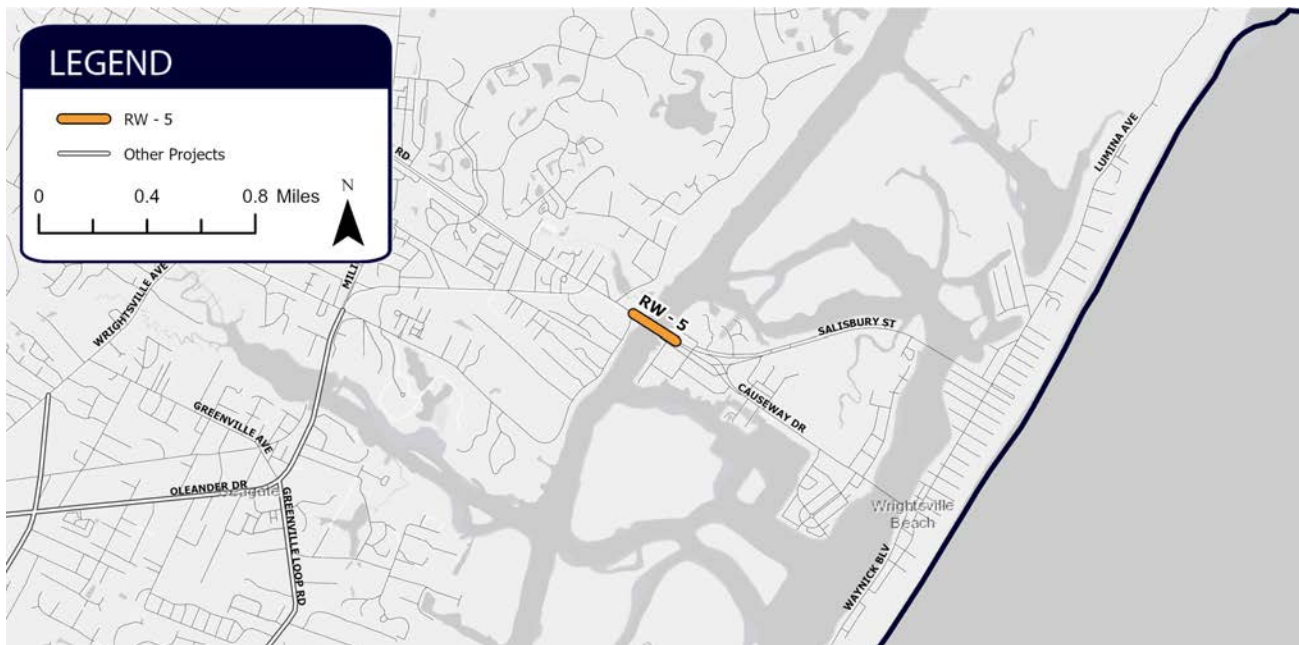 LEGEND
RW - 5
Other Projects
0 0.4 0.8 Miles
N
RD
LUMINA AVE
MILI
WRIGHTSVILLE AVE
RW - 5
SALISBURY ST
CAUSEWAY DR
GREENVILLE AVE
OLEANDER DR
GREENVILLE LOOP RD
Wrightsville
Beach
WAYNICK BLV